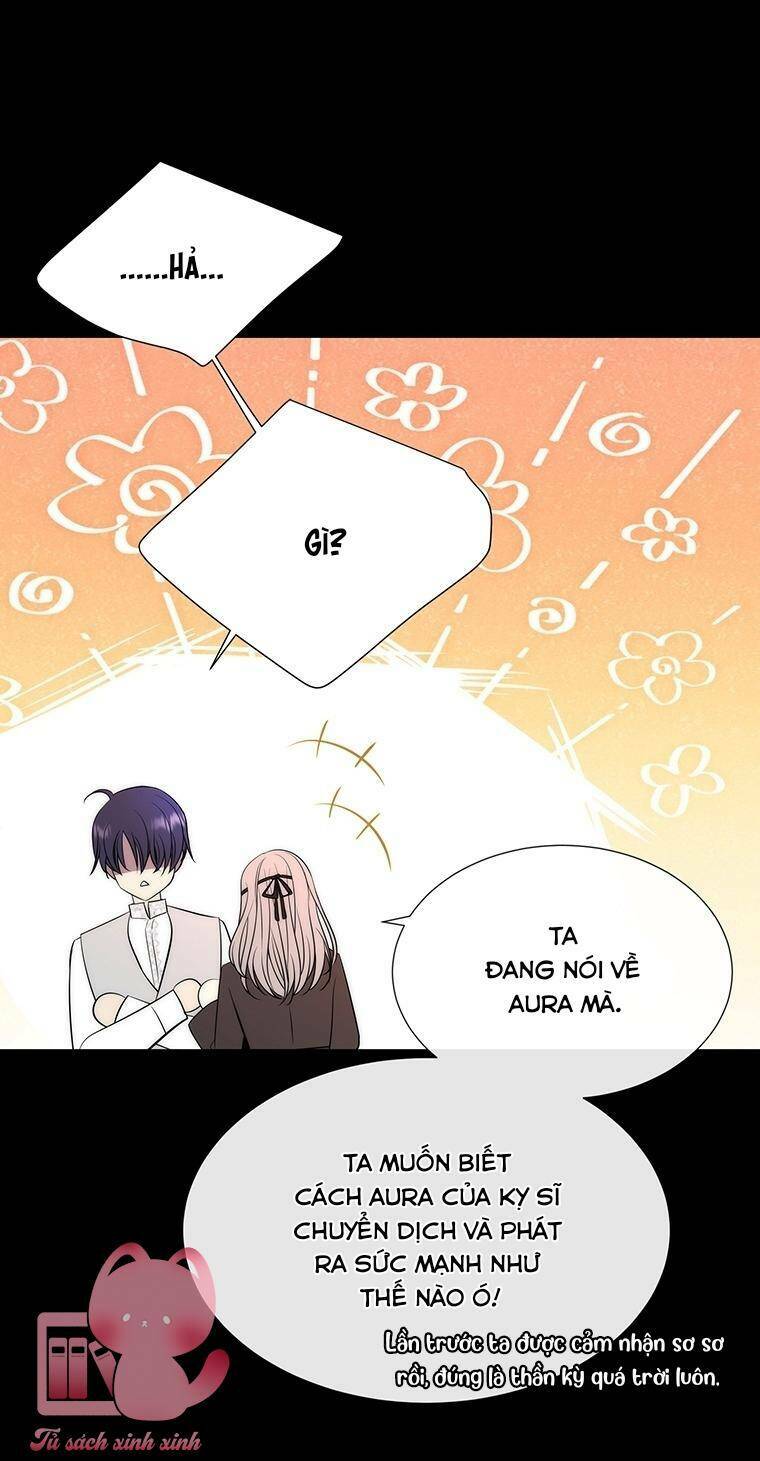 ......HẢ...
GÌ?
TA
ĐANG NÓI VỀ
AURA MÀ.
TA MUỐN BIẾT
CÁCH AURA CỦA KỴ SĨ
CHUYỂN DỊCH VÀ PHÁT
RA SỨC MẠNH NHƯ
THẾ NÀO Ó!
Lần trước ta được cảm nhận sơ sơ
rồi, đúng là thần kỳ quá trời luôn.
Tủ sách xinh xinh